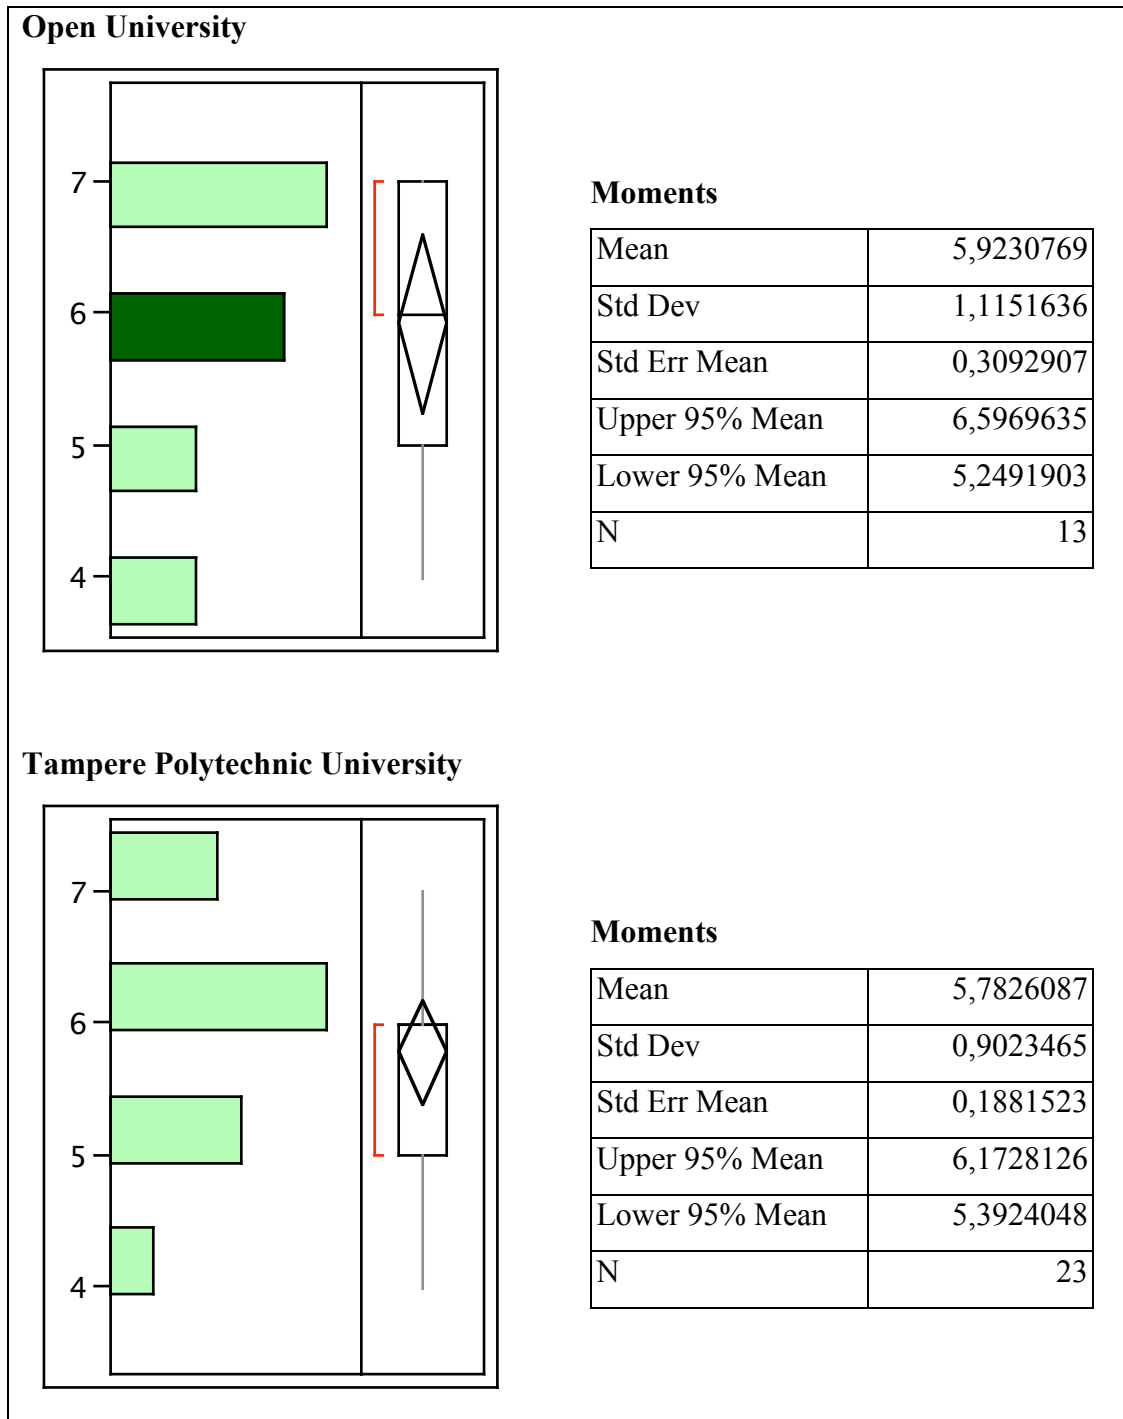 Open University
7
6
5
4
Moments
Mean 5,9230769
Std Dev 1,1151636
Std Err Mean 0,3092907
Upper 95% Mean 6,5969635
Lower 95% Mean 5,2491903
N 13
Tampere Polytechnic University
7
6
5
4
Moments
Mean 5,7826087
Std Dev 0,9023465
Std Err Mean 0,1881523
Upper 95% Mean 6,1728126
Lower 95% Mean 5,3924048
N 23